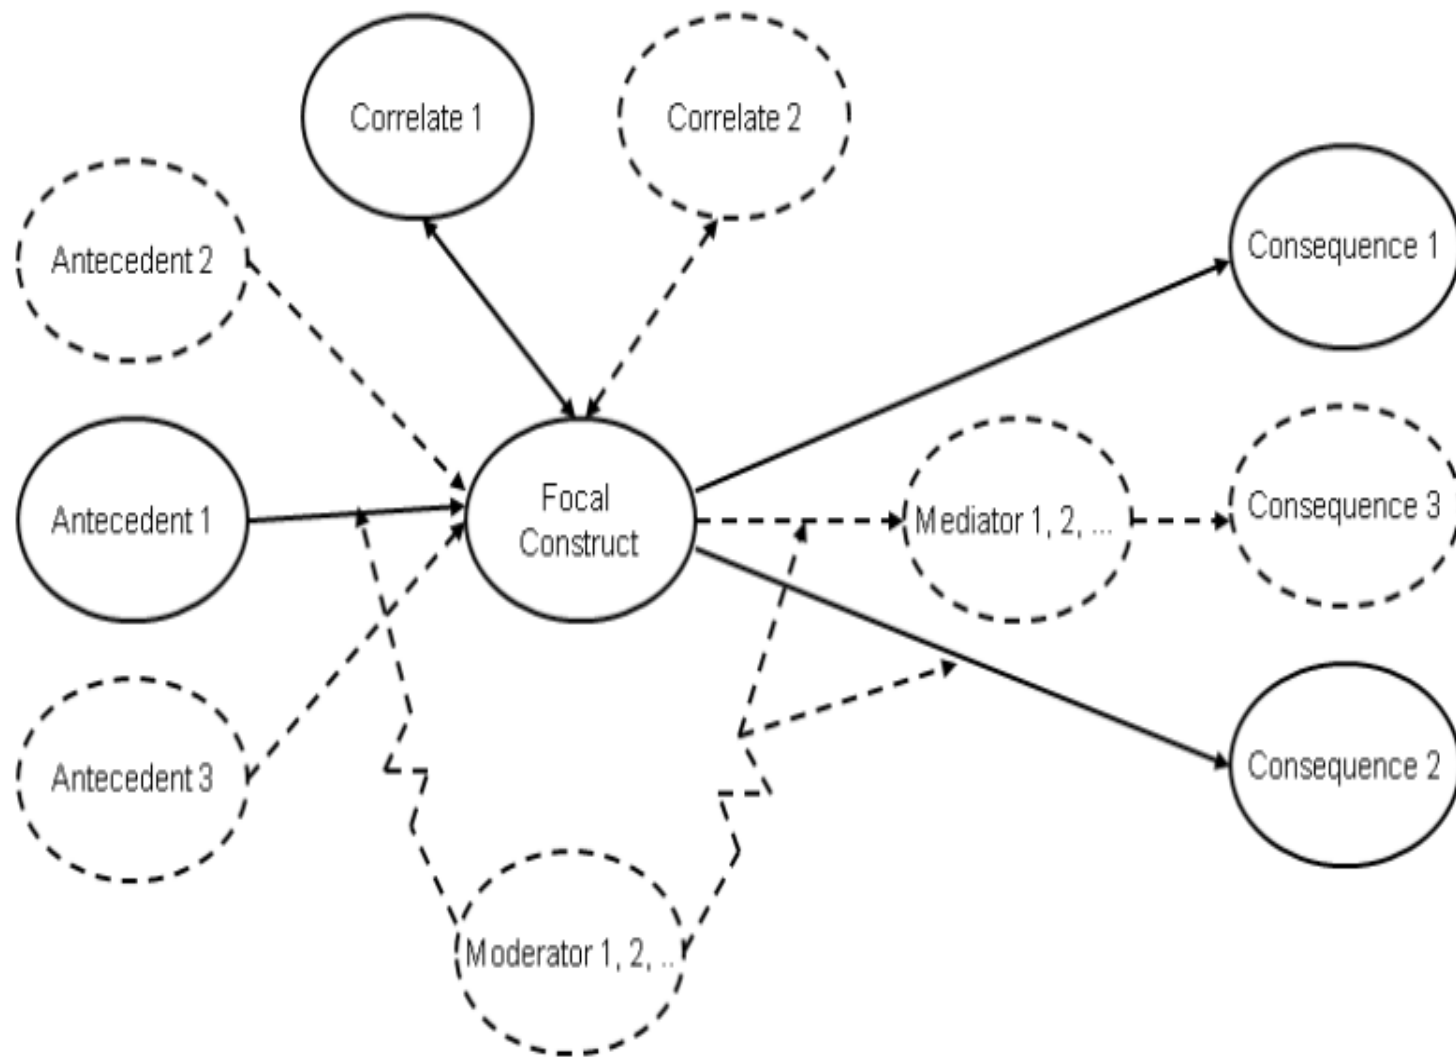 Correlate 1
Correlate 2
Antecedent 2
Consequence 1
Antecedent 1
Focal
Construct
Mediator 1, 2, ...
Consequence 3
Antecedent 3
Consequence 2
Moderator 1, 2, ..